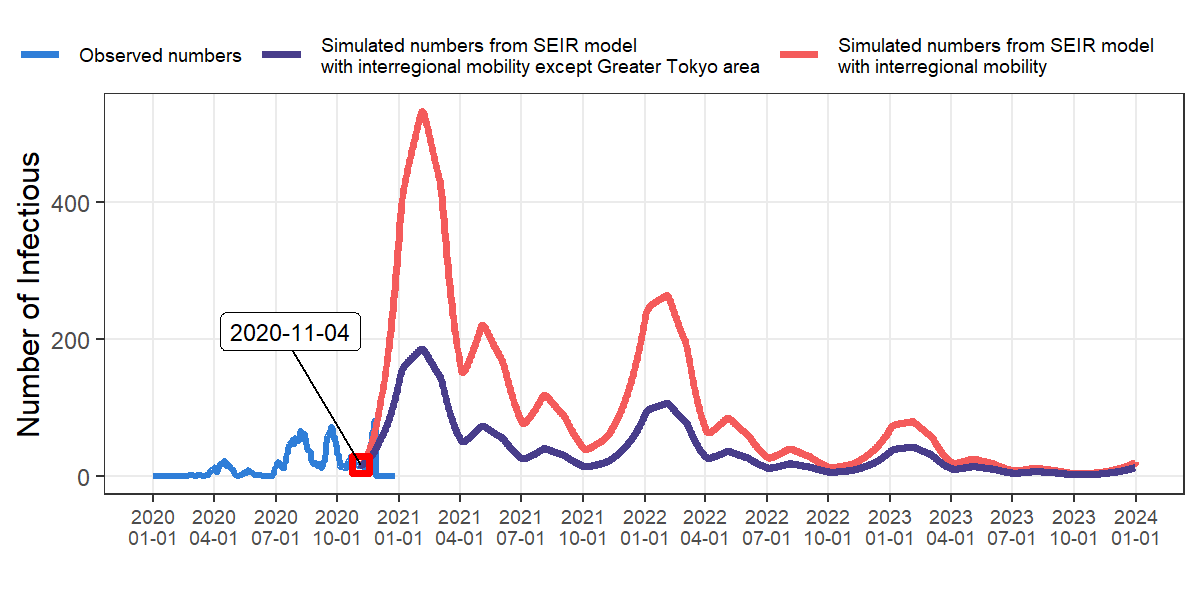 Observed numbers
Simulated numbers from SEIR model
with interregional mobility except Greater Tokyo area
Simulated numbers from SEIR model
with interregional mobility
Number of Infectious
400
200
0
2020-11-04
2020 2020 2020 2020 2021 2021 2021 2021 2022 2022 2022 2022 2023 2023 2023 2023 2024
01-01 04-01 07-01 10-01 01-01 04-01 07-01 10-01 01-01 04-01 07-01 10-01 01-01 04-01 07-01 10-01 01-01